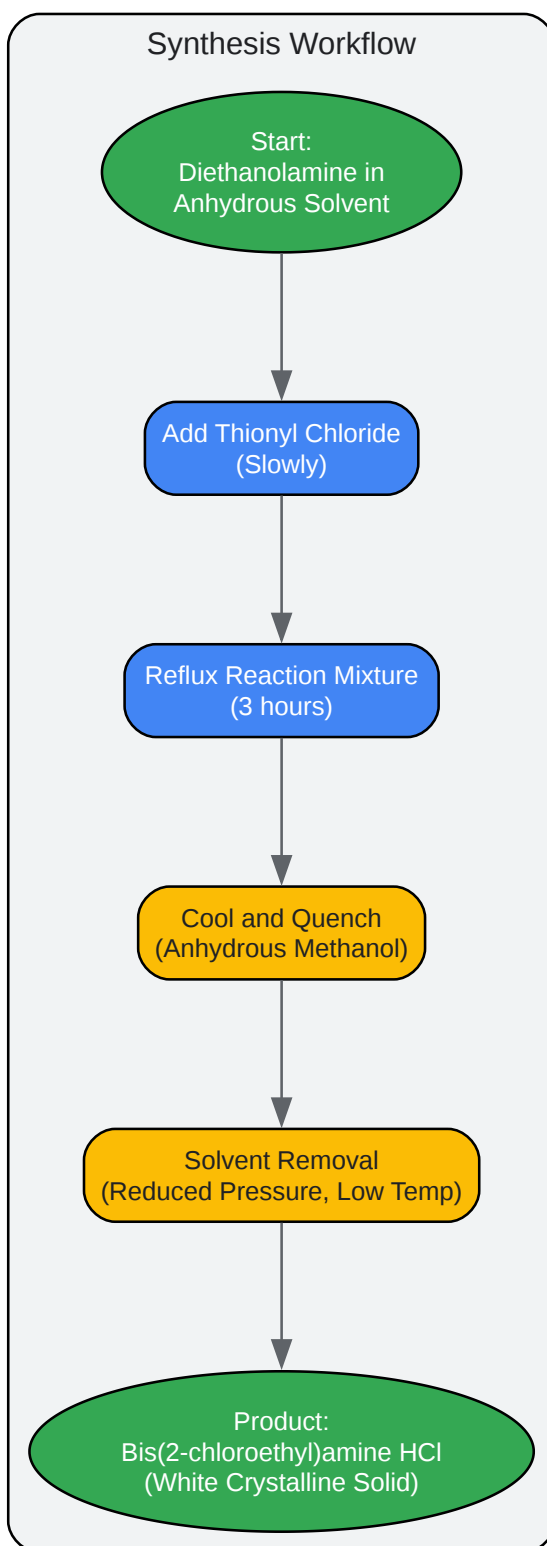 Synthesis Workflow
Start:
Diethanolamine in
Anhydrous Solvent
Add Thionyl Chloride
(Slowly)
Reflux Reaction Mixture
(3 hours)
Cool and Quench
(Anhydrous Methanol)
Solvent Removal
(Reduced Pressure, Low Temp)
Product:
Bis(2-chloroethyl)amine HCl
(White Crystalline Solid)